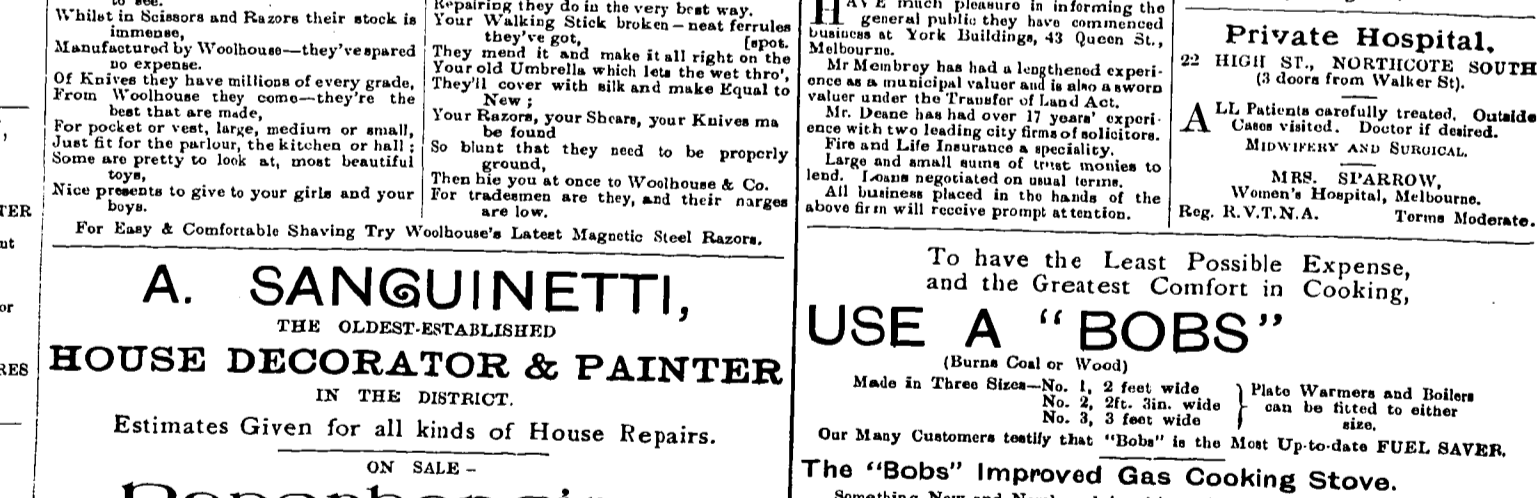 to see.
Whilst in Scissors and Razors their stock is
immense,
Manufactured by Woolhouse—they've spared
no expense.
Of Knives they have millions of every grade,
From Woolhouse they come—they're the
best that are made,
For pocket or vest, large, medium or small,
Just fit for the parlour, the kitchen or hall;
Some are pretty to look at, most beautiful
toys,
Nice presents to give to your girls and your
boys.
Repairing they do in the very best way.
Your Walking Stick broken—neat ferrules
they've got, [spot.
They mend it and make it all right on the
Your old Umbrella which lets the wet thro',
They'll cover with silk and make Equal to
New;
Your Razors, your Shears, your Knives ma
be found
So blunt that they need to be properly
ground,
Then hie you at once to Woolhouse & Co.
For tradesmen are they, and their narges
are low.
For Easy & Comfortable Shaving Try Woolhouse's Latest Magnetic Steel Razors.
A. SANGUINETTI,
THE OLDEST-ESTABLISHED
HOUSE DECORATOR & PAINTER
IN THE DISTRICT.
Estimates Given for all kinds of House Repairs.
ON SALE—
HAVE much pleasure in informing the
general public they have commenced
business at York Buildings, 43 Queen St.,
Melbourne.
Mr Membrey has had a lengthened experi-
ence as a municipal valuer and is also a sworn
valuer under the Transfer of Land Act.
Mr. Deane has had over 17 years' experi-
ence with two leading city firms of solicitors.
Fire and Life Insurance a speciality.
Large and small sums of trust monies to
lend. Loans negotiated on usual terms.
All business placed in the hands of the
above firm will receive prompt attention.
Private Hospital.
22 HIGH ST., NORTHCOTE SOUTH
(3 doors from Walker St).
ALL Patients carefully treated. Outside
Cases visited. Doctor if desired.
MIDWIFERY AND SURGICAL.
MRS. SPARROW,
Women's Hospital, Melbourne.
Reg. R.V.T.N.A. Terms Moderate.
To have the Least Possible Expense,
and the Greatest Comfort in Cooking,
USE A "BOBS"
(Burns Coal or Wood)
Made in Three Sizes—No. 1, 2 feet wide
No. 2, 2ft. 3in. wide
No. 3, 3 feet wide
Plate Warmers and Boilers
can be fitted to either
size.
Our Many Customers testify that "Bobs" is the Most Up-to-date FUEL SAVER.
The "Bobs" Improved Gas Cooking Stove.
TER
nt
or
RES